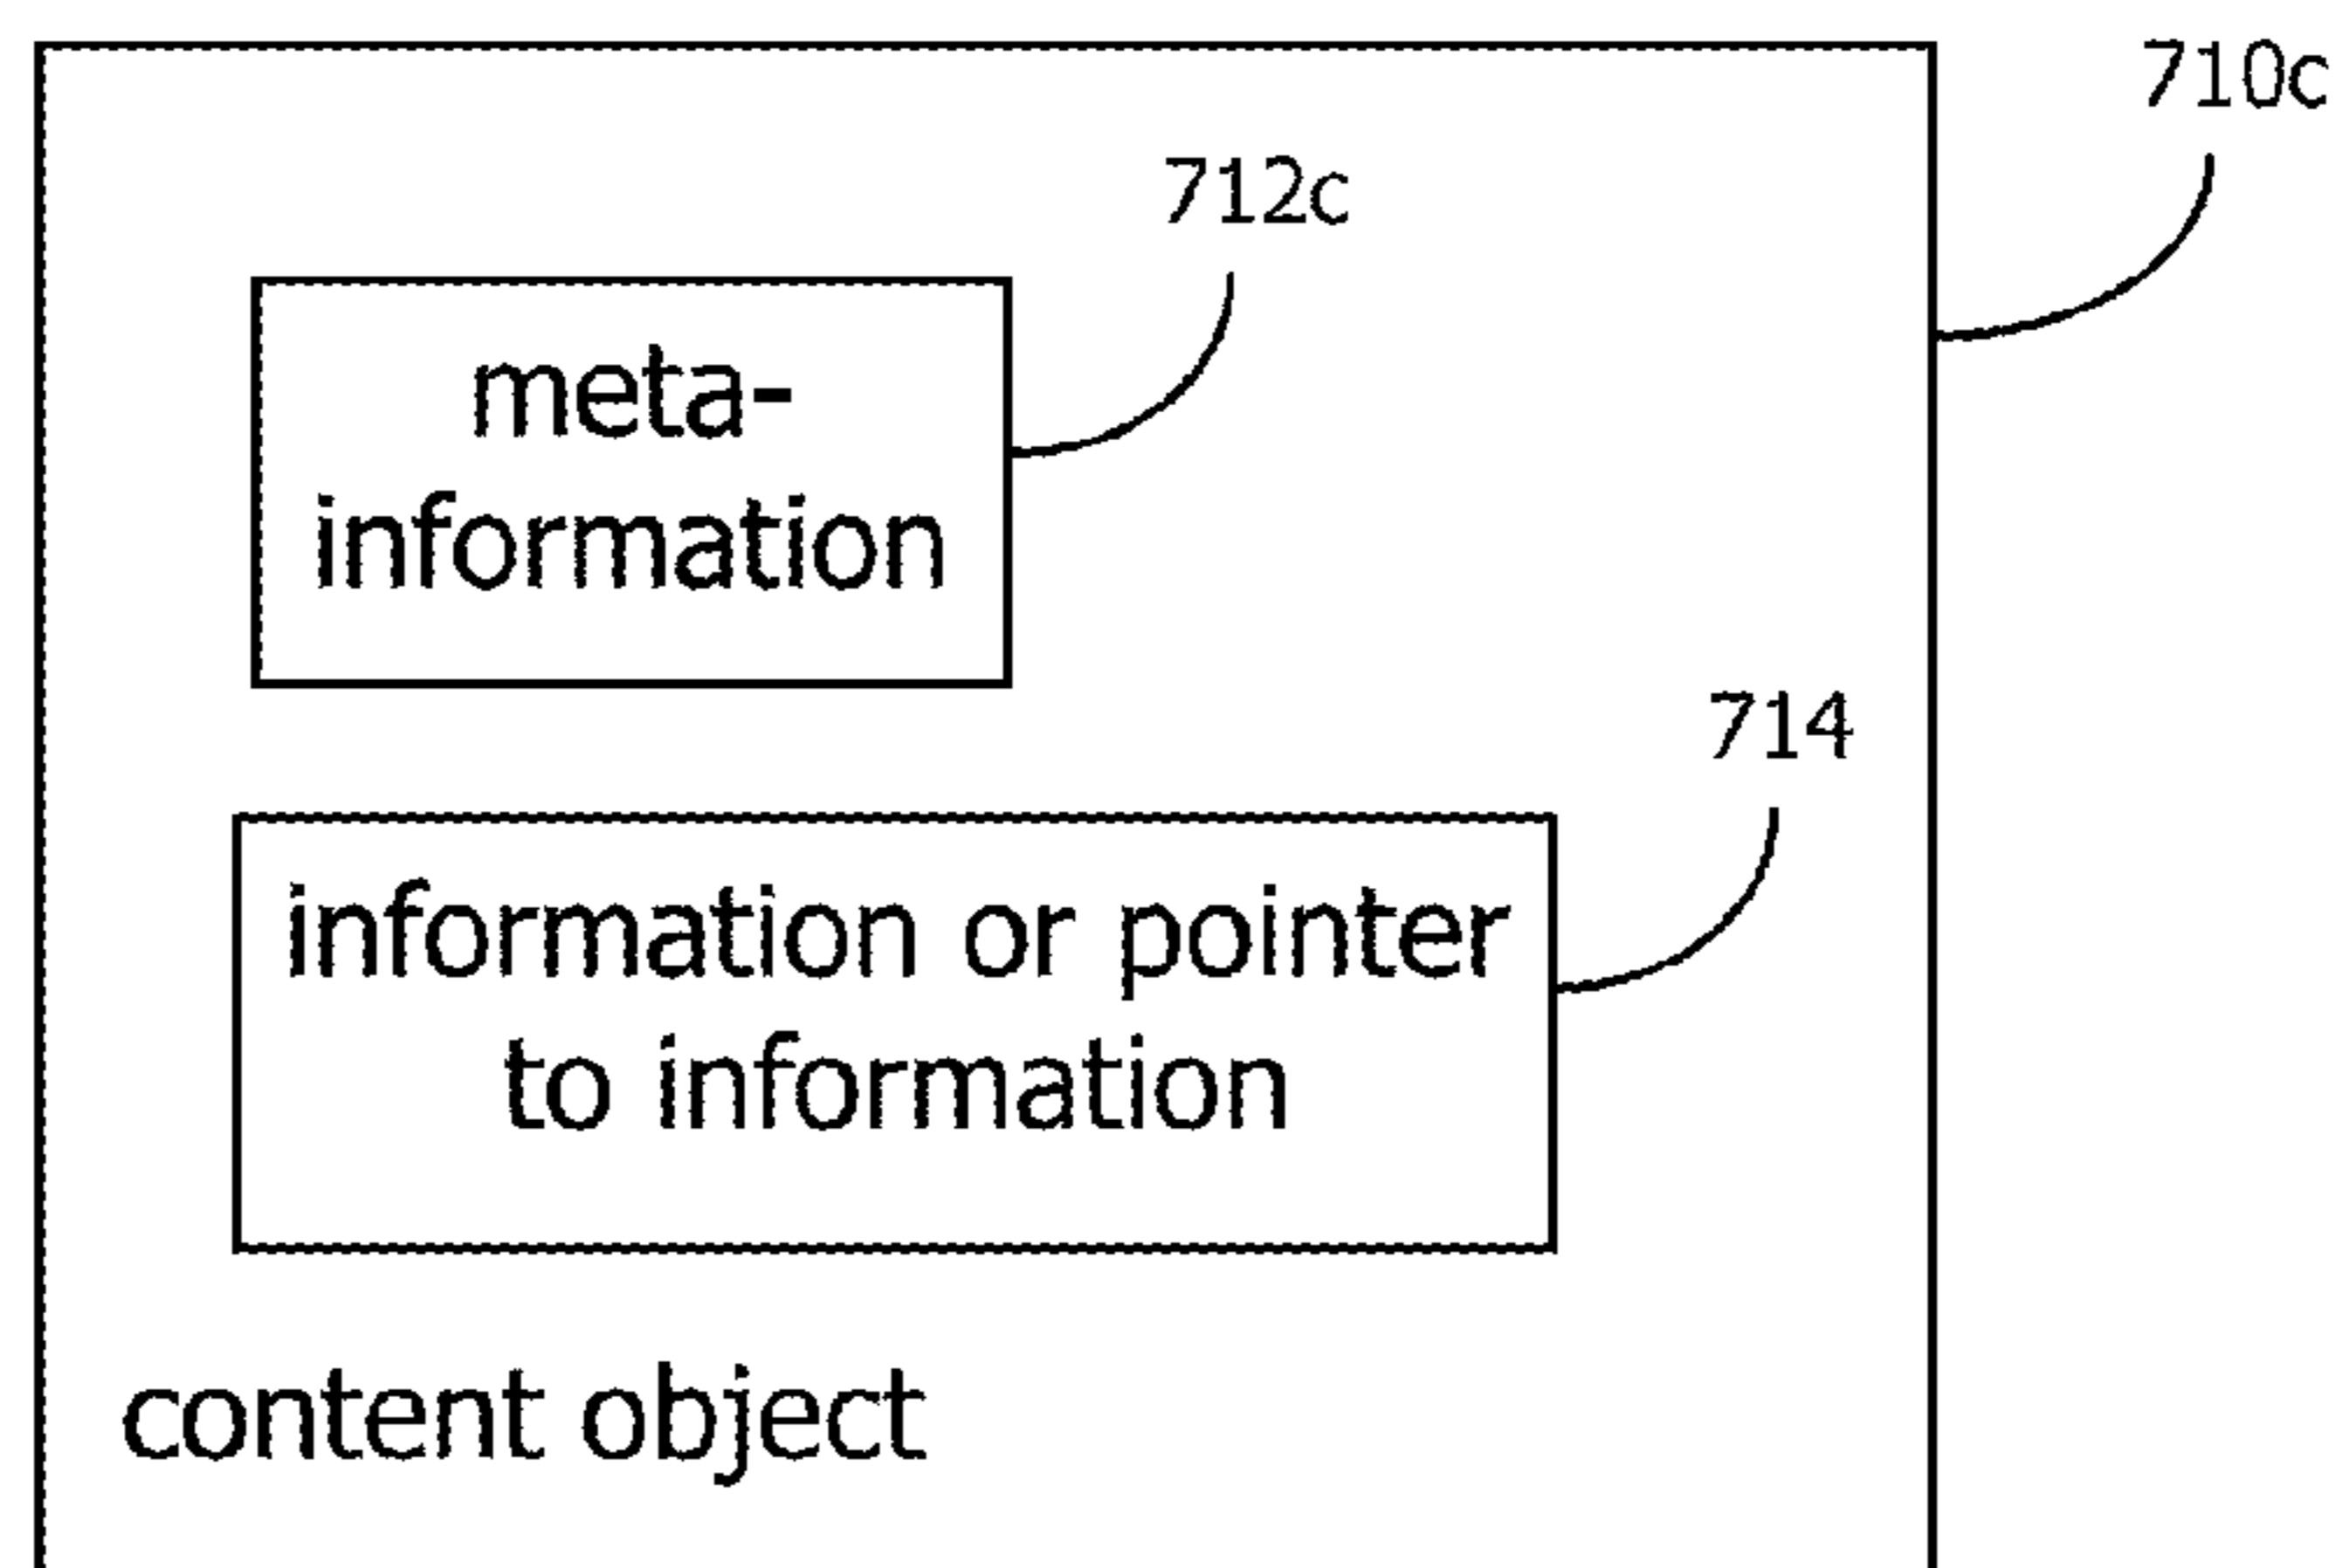 710c
712c
meta-
information
714
information or pointer
to information
content object